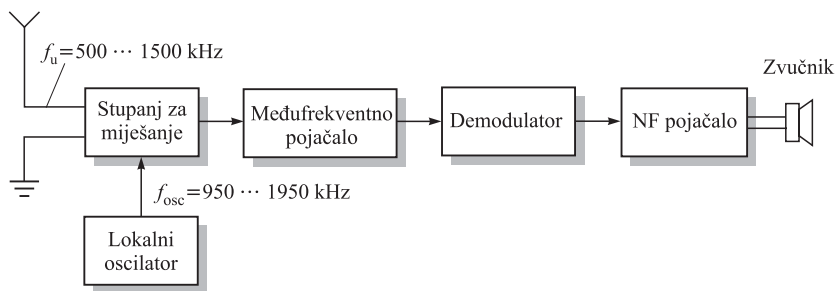 f_u=500 ··· 1500 kHz
Zvučnik
Stupanj za
miješanje
Međufrekventno
pojačalo
Demodulator
NF pojačalo
f_osc=950 ··· 1950 kHz
Lokalni
oscilator